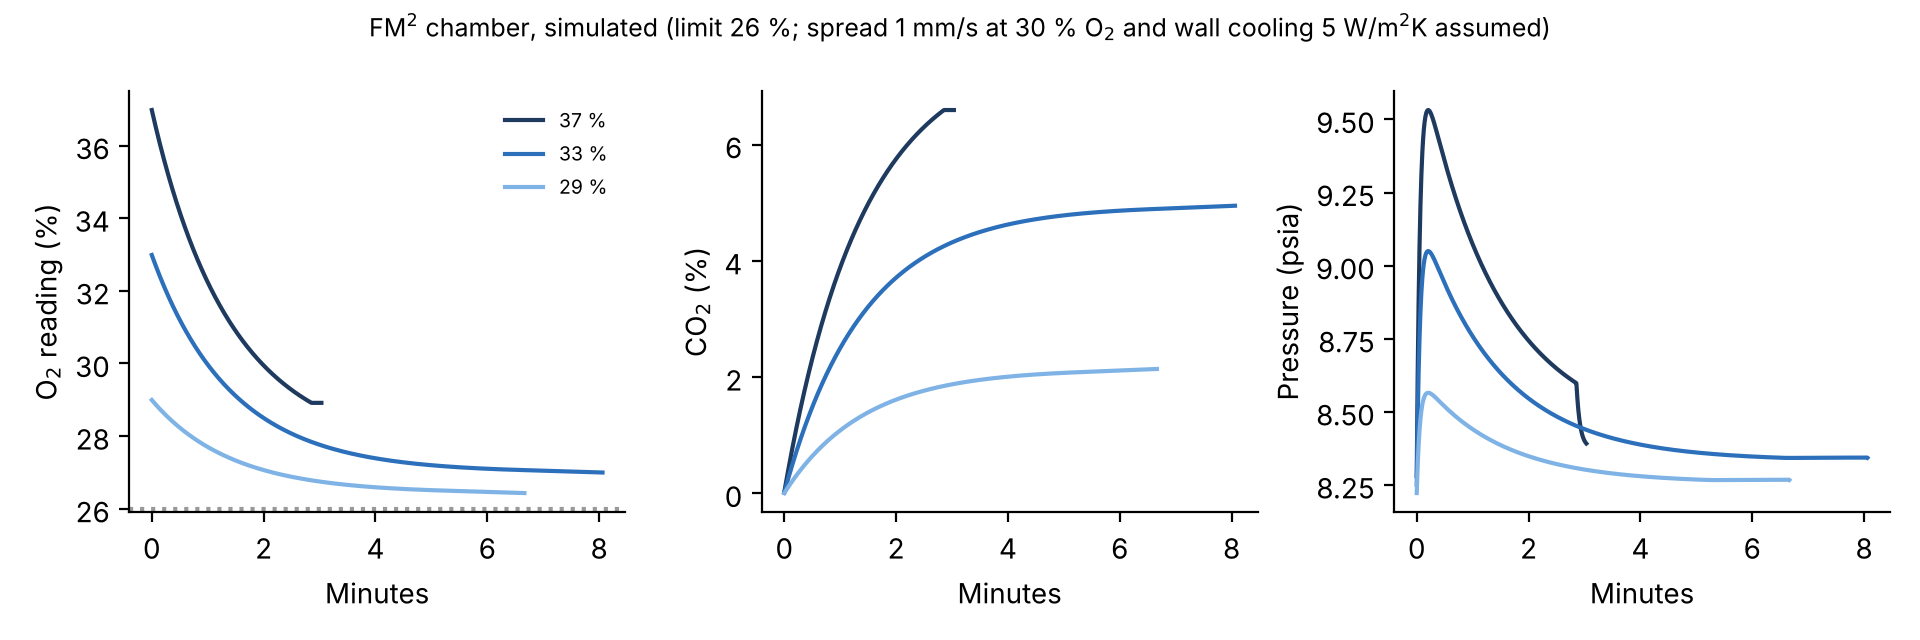 FM² chamber, simulated (limit 26 %; spread 1 mm/s at 30 % O₂ and wall cooling 5 W/m²K assumed)
O₂ reading (%)
36
34
32
30
28
26
0 2 4 6 8
Minutes
37 %
33 %
29 %
CO₂ (%)
6
4
2
0
0 2 4 6 8
Minutes
Pressure (psia)
9.50
9.25
9.00
8.75
8.50
8.25
0 2 4 6 8
Minutes